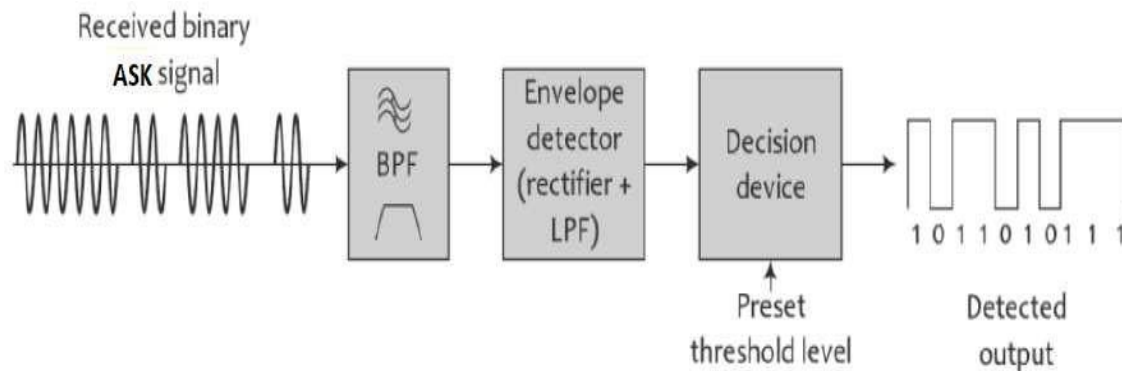 Received binary
ASK signal
BPF
Envelope
detector
(rectifier +
LPF)
Decision
device
Preset
threshold level
1 0 1 1 0 1 0 1 1 1
Detected
output